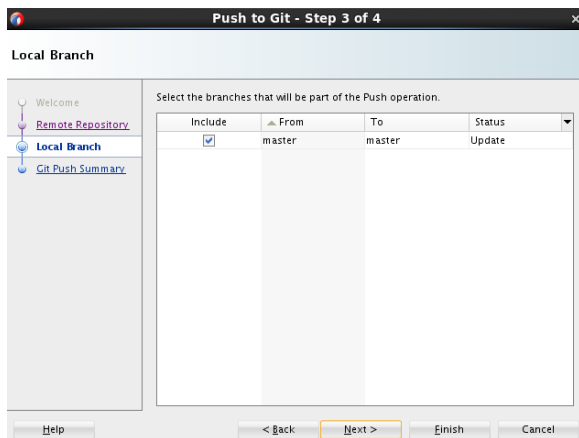 Push to Git - Step 3 of 4
Local Branch
Welcome
Remote Repository
Local Branch
Git Push Summary
Select the branches that will be part of the Push operation.
Include From To Status
master master Update
Help < Back Next > Finish Cancel